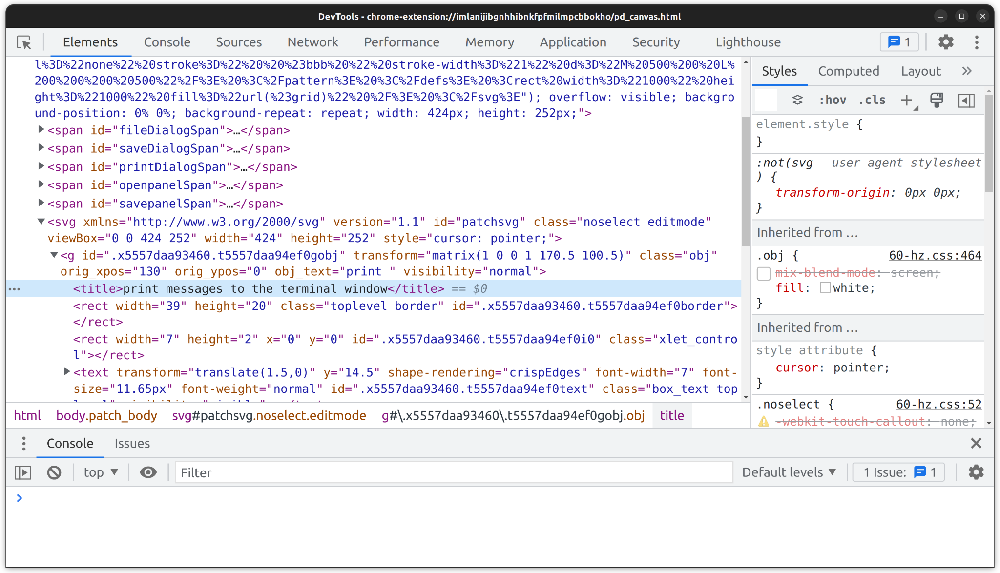 DevTools - chrome-extension://imlanijibgnhhibnkfpfmilmpcbbokho/pd_canvas.html
Elements Console Sources Network Performance Memory Application Security Lighthouse 1
l%3D%22none%22%20stroke%3D%22%20%20%23bbb%20%22%20stroke-width%3D%221%22%20d%3D%22M%20500%200%20L%
200%200%200%20500%22%2F%3E%20%3C%2Fpattern%3E%20%3C%2Fdefs%3E%20%3Crect%20width%3D%221000%22%20hei
ght%3D%221000%22%20fill%3D%22url(%23grid)%22%20%2F%3E%20%3C%2Fsvg%3E"); overflow: visible; backgro
und-position: 0% 0%; background-repeat: repeat; width: 424px; height: 252px;">
<span id="fileDialogSpan">…</span>
<span id="saveDialogSpan">…</span>
<span id="printDialogSpan">…</span>
<span id="openpanelSpan">…</span>
<span id="savepanelSpan">…</span>
<svg xmlns="http://www.w3.org/2000/svg" version="1.1" id="patchsvg" class="noselect editmode"
viewBox="0 0 424 252" width="424" height="252" style="cursor: pointer;">
<g id=".x5557daa93460.t5557daa94ef0gobj" transform="matrix(1 0 0 1 170.5 100.5)" class="obj"
orig_xpos="130" orig_ypos="0" obj_text="print " visibility="normal">
<title>print messages to the terminal window</title> == $0
<rect width="39" height="20" class="toplevel border" id=".x5557daa93460.t5557daa94ef0border">
</rect>
<rect width="7" height="2" x="0" y="0" id=".x5557daa93460.t5557daa94ef0i0" class="xlet_contro
l"></rect>
<text transform="translate(1.5,0)" y="14.5" shape-rendering="crispEdges" font-width="7" font-
size="11.65px" font-weight="normal" id=".x5557daa93460.t5557daa94ef0text" class="box_text top
html body.patch_body svg#patchsvg.noselect.editmode g#\.x5557daa93460\.t5557daa94ef0gobj.obj title
Styles Computed Layout
:hov .cls
element.style {
}
:not(svg user agent stylesheet
) {
transform-origin: 0px 0px;
}
Inherited from …
.obj { 60-hz.css:464
mix-blend-mode: screen;
fill: white;
}
Inherited from …
style attribute {
cursor: pointer;
}
.noselect { 60-hz.css:52
-webkit-touch-callout: none;
Console Issues
top Filter Default levels 1 Issue: 1